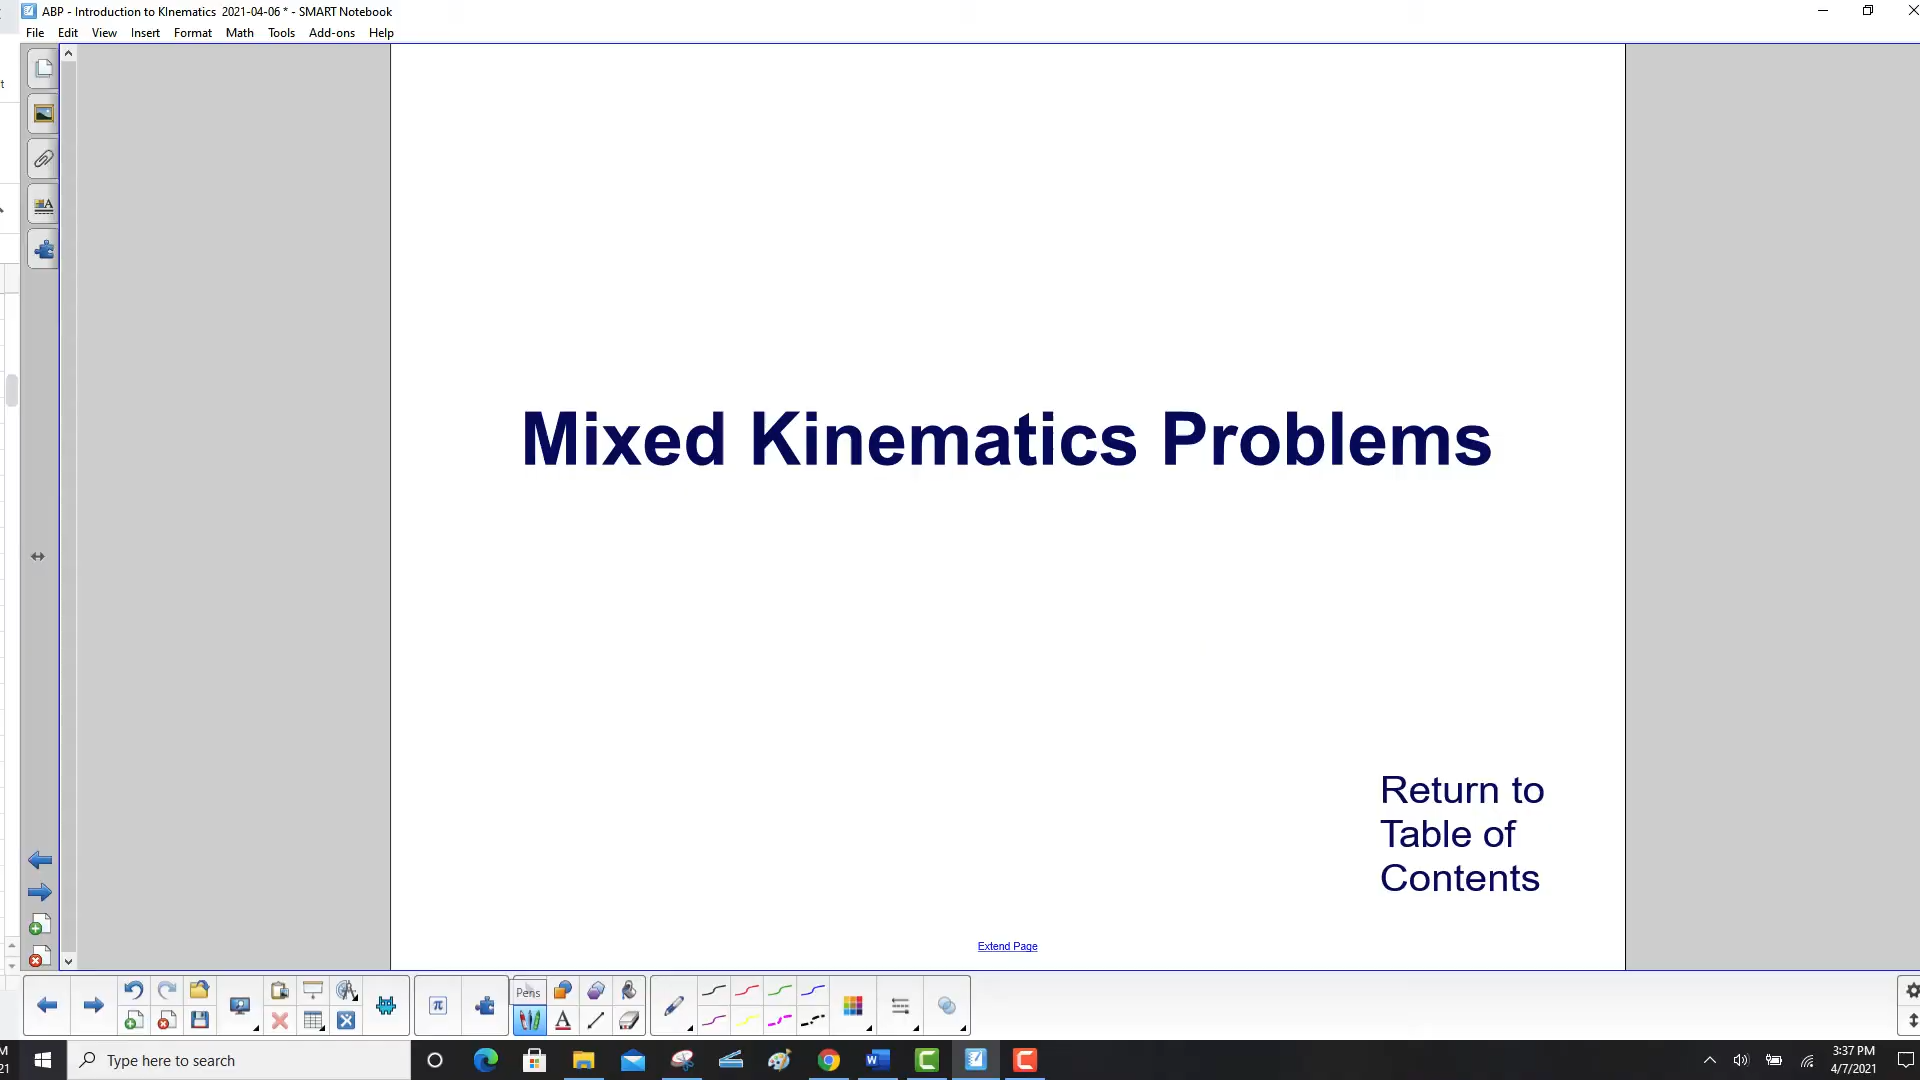 ABP - Introduction to KInematics 2021-04-06 * - SMART Notebook
File Edit View Insert Format Math Tools Add-ons Help
Mixed Kinematics Problems
Return to
Table of
Contents
Extend Page
Pens
Type here to search
3:37 PM
4/7/2021